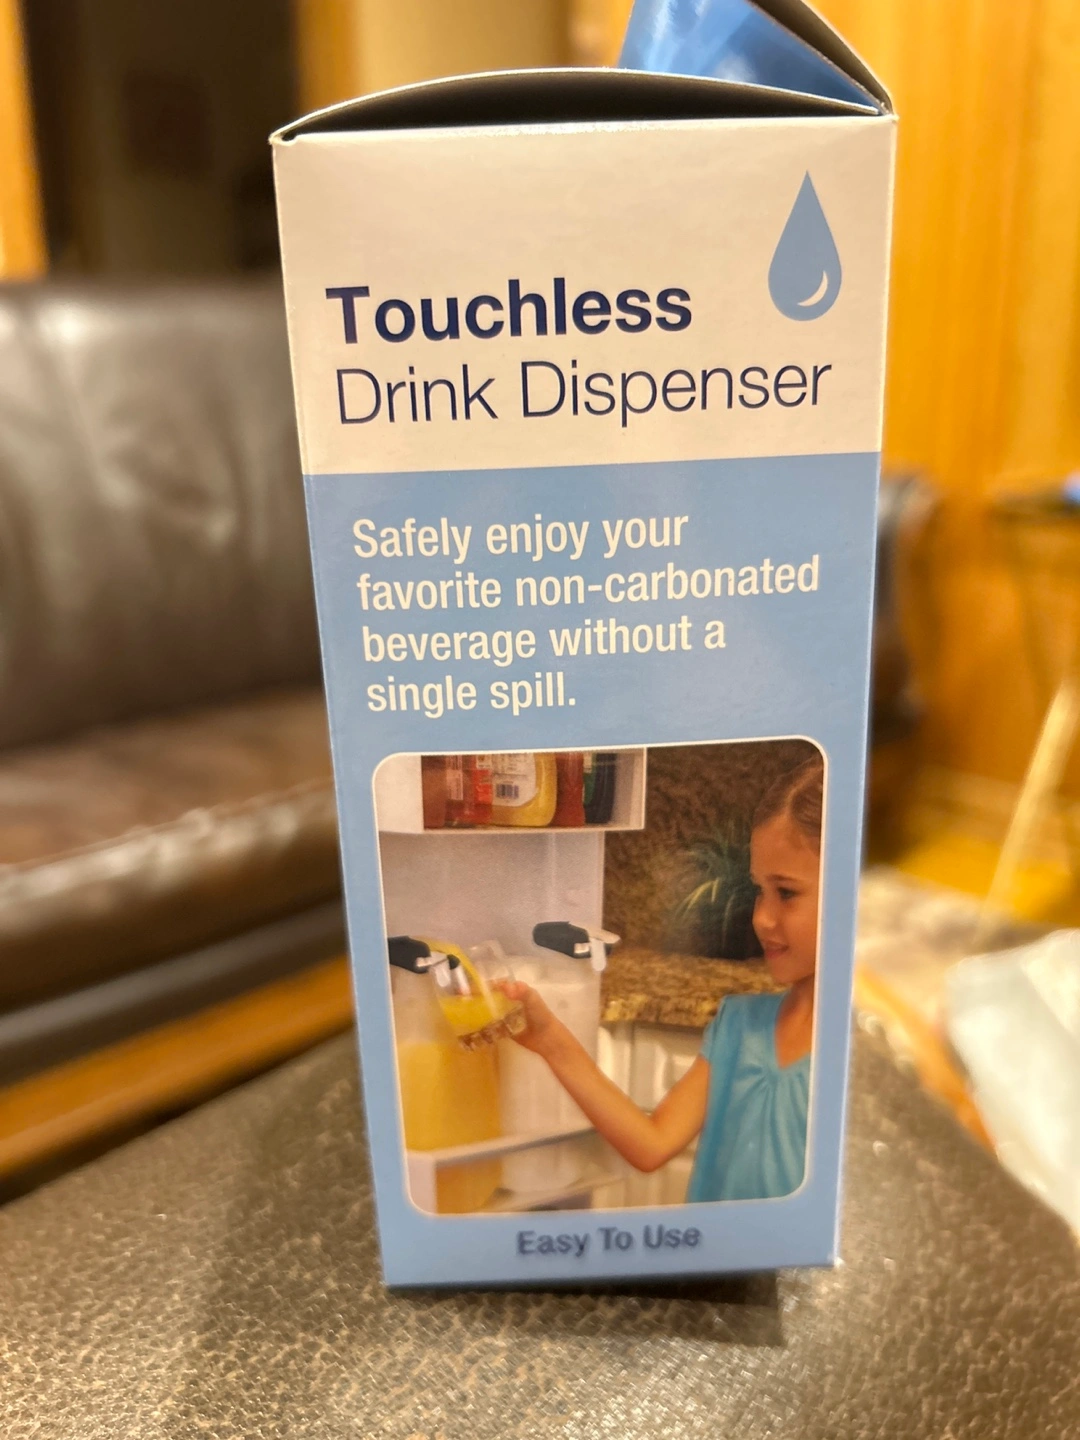 Touchless
Drink Dispenser
Safely enjoy your
favorite non-carbonated
beverage without a
single spill.
Easy To Use